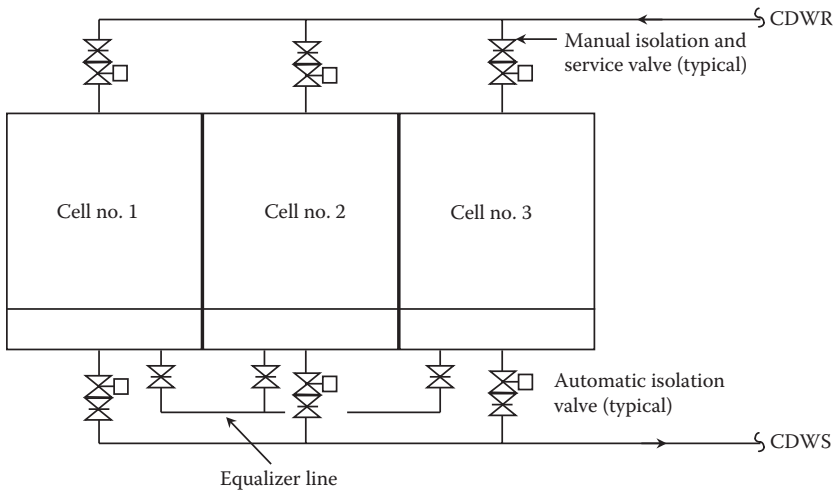 CDWR
Manual isolation and
service valve (typical)
Cell no. 1
Cell no. 2
Cell no. 3
Automatic isolation
valve (typical)
CDWS
Equalizer line